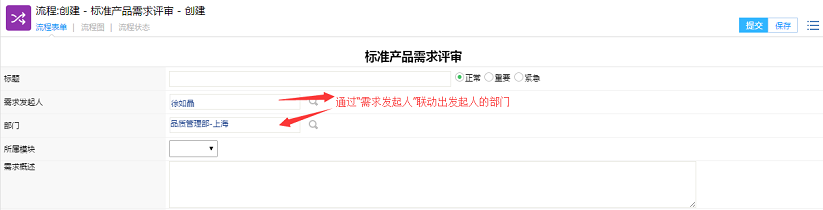 流程:创建 - 标准产品需求评审 - 创建
流程表单 | 流程图 | 流程状态
提交 保存
标准产品需求评审
标题 正常 重要 紧急
需求发起人 徐如晶 通过"需求发起人"联动出发起人的部门
部门 品质管理部-上海
所属模块
需求概述